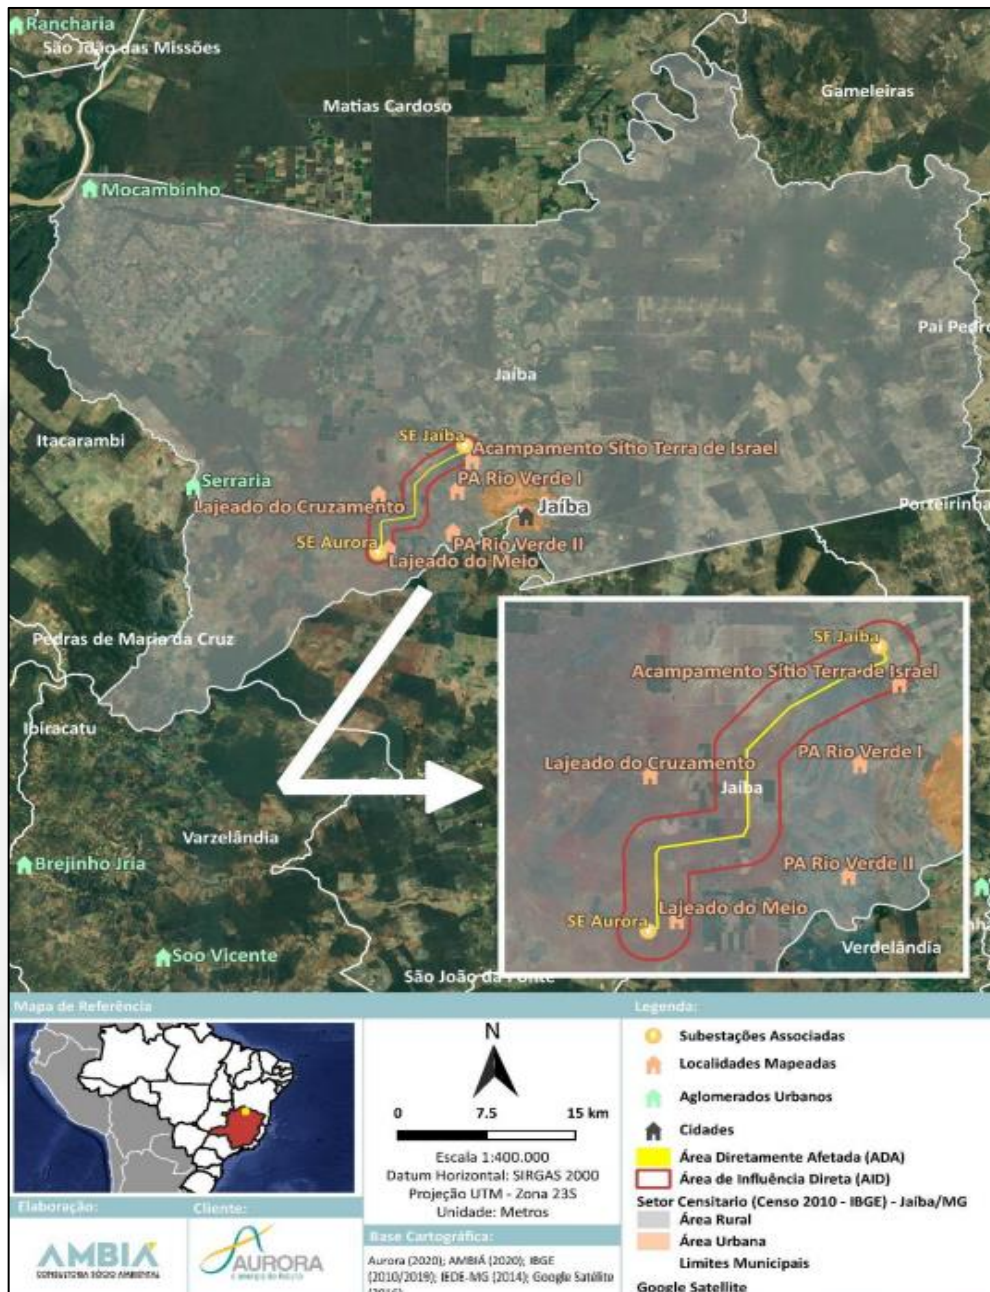 Rancharia
São João das Missões
Matias Cardoso
Gameleiras
Mocambinho
Pai Pedro
Jaíba
Itacarambi
SE Jaíba
Acampamento Sítio Terra de Israel
Serraria
PA Rio Verde I
Lajeado do Cruzamento
Jaíba
Porteirinha
SE Aurora
PA Rio Verde II
Lajeado do Meio
Pedras de Maria da Cruz
Ibiracatu
Varzelândia
Brejinho Jria
Soo Vicente
São João da Ponte
SE Jaíba
Acampamento Sítio Terra de Israel
PA Rio Verde I
Lajeado do Cruzamento
Jaíba
PA Rio Verde II
SE Aurora
Lajeado do Meio
Verdelândia
Mapa de Referência
N
0 7.5 15 km
Escala 1:400.000
Datum Horizontal: SIRGAS 2000
Projeção UTM - Zona 23S
Unidade: Metros
Legenda:
Subestações Associadas
Localidades Mapeadas
Aglomerados Urbanos
Cidades
Área Diretamente Afetada (ADA)
Área de Influência Direta (AID)
Setor Censitario (Censo 2010 - IBGE) - Jaíba/MG
Área Rural
Área Urbana
Limites Municipais
Google Satellite
Elaboração:
AMBIÁ
CONSULTORIA SÓCIO AMBIENTAL
Cliente:
AURORA
Base Cartográfica:
Aurora (2020); AMBIÁ (2020); IBGE
(2010/2019); IEDE-MG (2014); Google Satélite